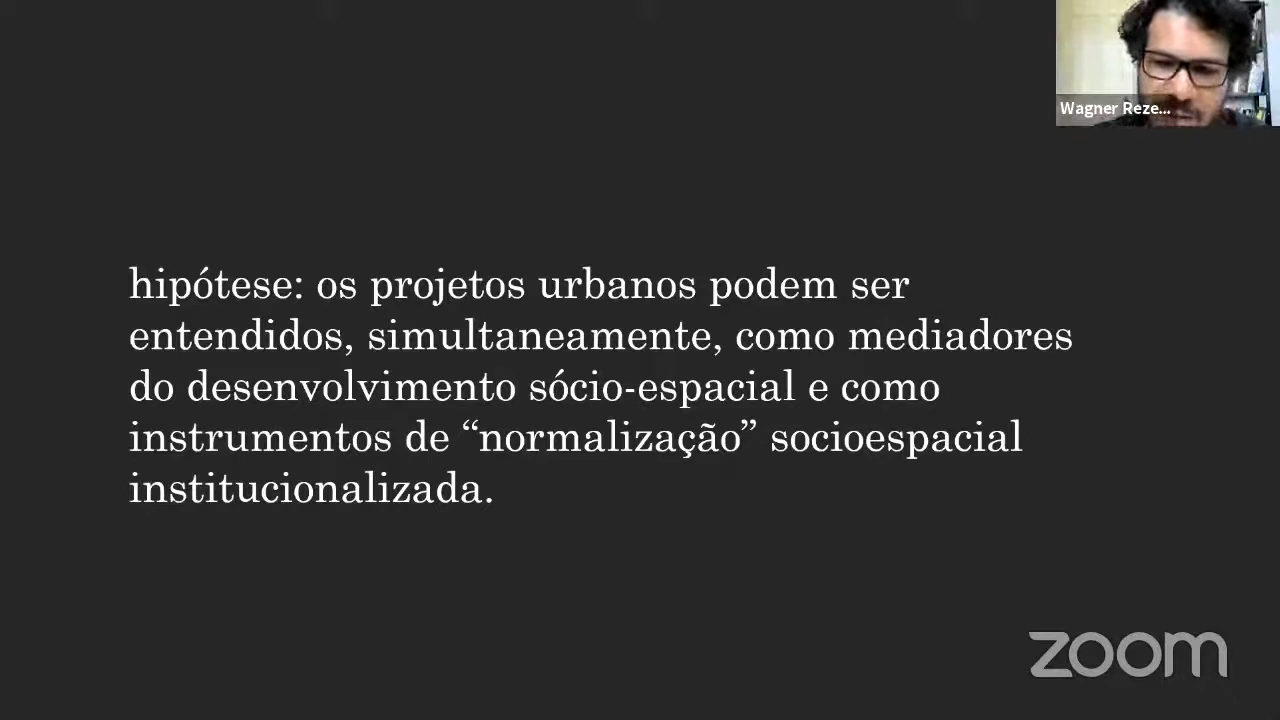 Wagner Reze...
hipótese: os projetos urbanos podem ser
entendidos, simultaneamente, como mediadores
do desenvolvimento sócio-espacial e como
instrumentos de “normalização” socioespacial
institucionalizada.
zoom